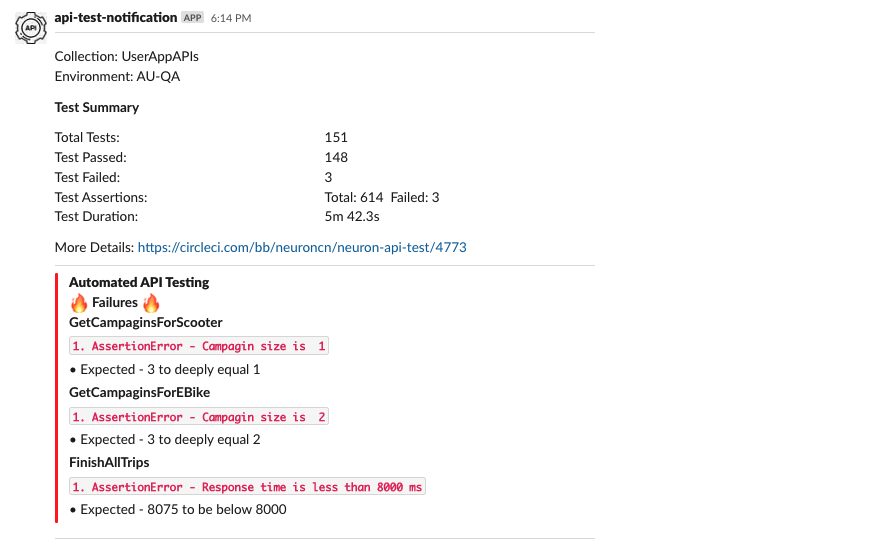 API
api-test-notification APP 6:14 PM
Collection: UserAppAPIs
Environment: AU-QA
Test Summary
Total Tests: 151
Test Passed: 148
Test Failed: 3
Test Assertions: Total: 614 Failed: 3
Test Duration: 5m 42.3s
More Details: https://circleci.com/bb/neuroncn/neuron-api-test/4773
Automated API Testing
🔥 Failures 🔥
GetCampaginsForScooter
1. AssertionError - Campagin size is 1
• Expected - 3 to deeply equal 1
GetCampaginsForEBike
1. AssertionError - Campagin size is 2
• Expected - 3 to deeply equal 2
FinishAllTrips
1. AssertionError - Response time is less than 8000 ms
• Expected - 8075 to be below 8000